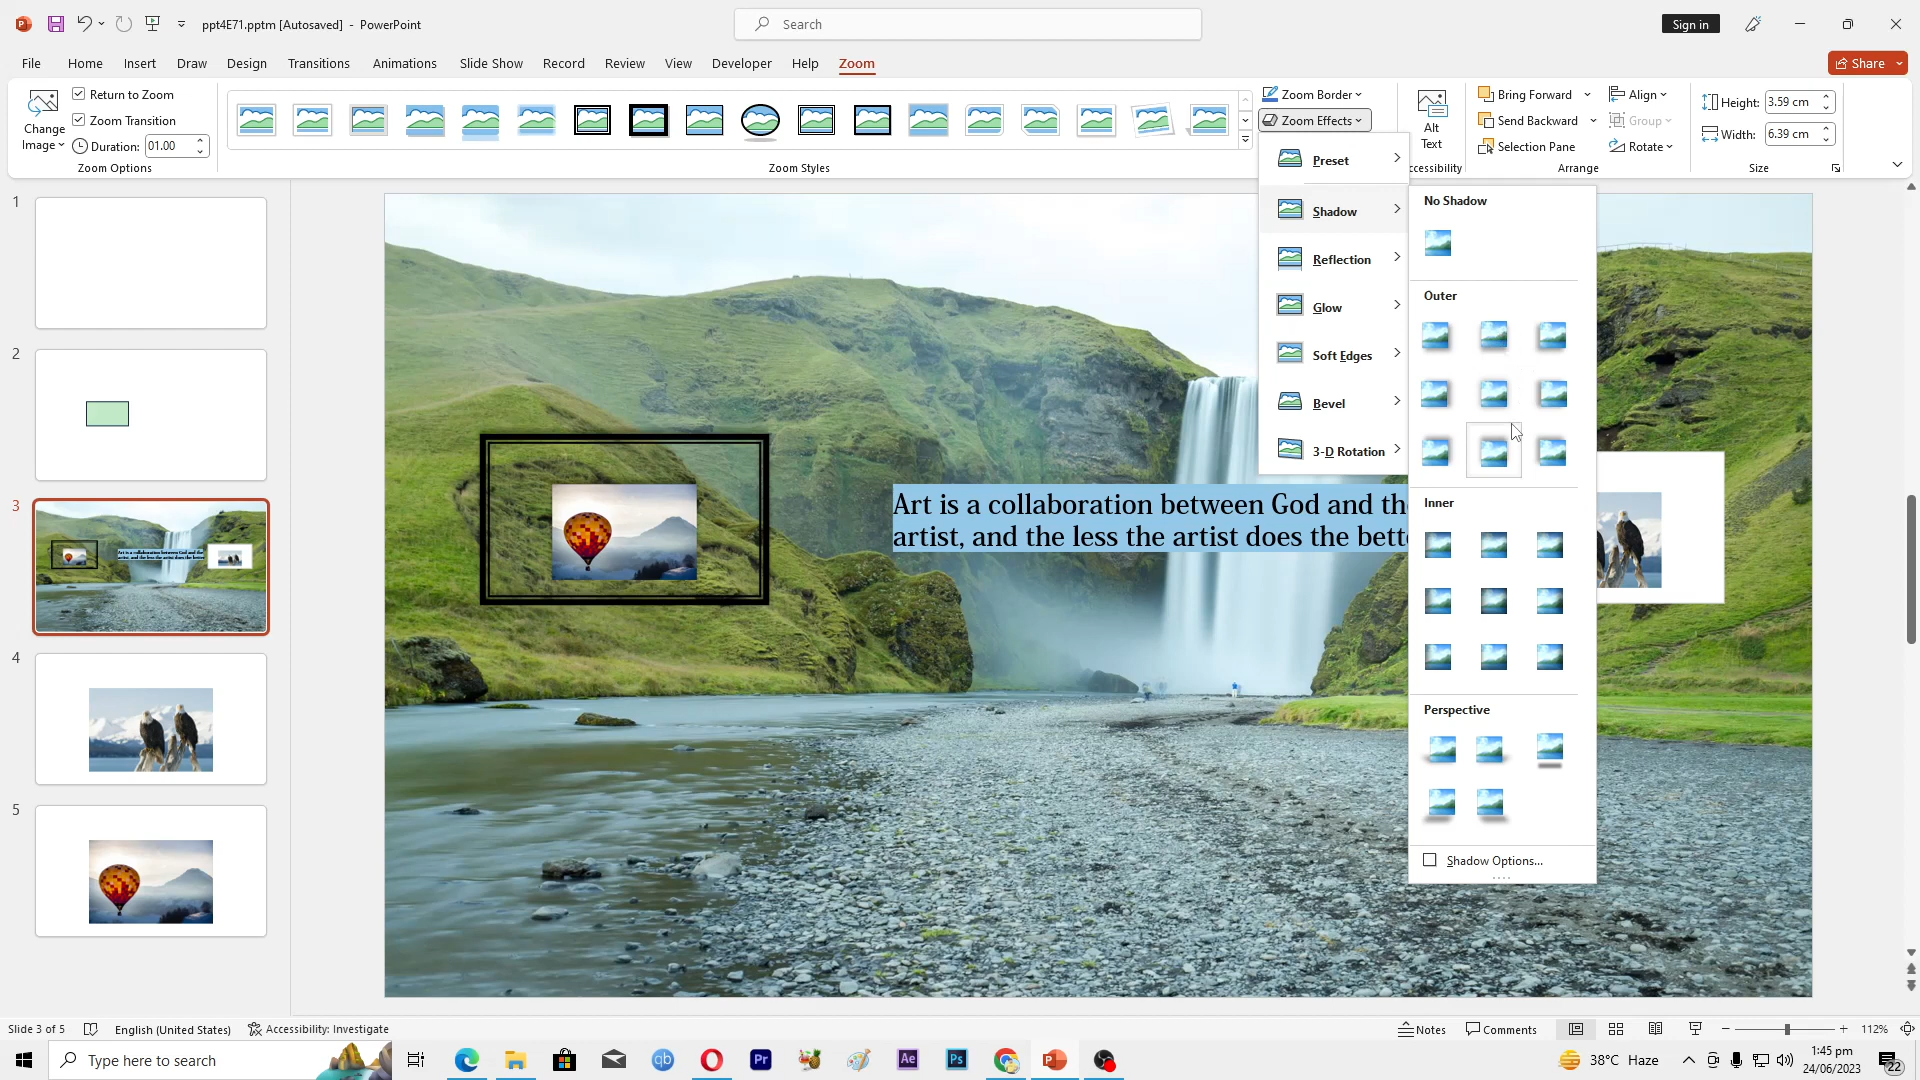 ppt4E71.pptm [Autosaved] - PowerPoint
Search
Sign in
File Home Insert Draw Design Transitions Animations Slide Show Record Review View Developer Help Zoom
Share
Change Image
Return to Zoom
Zoom Transition
Duration: 01.00
Zoom Options
Zoom Styles
Zoom Border
Zoom Effects
Alt Text
ccessibility
Bring Forward
Send Backward
Selection Pane
Align
Group
Rotate
Arrange
Height: 3.59 cm
Width: 6.39 cm
Size
Preset
Shadow
Reflection
Glow
Soft Edges
Bevel
3-D Rotation
No Shadow
Outer
Inner
Perspective
Shadow Options...
1
2
3
4
5
Art is a collaboration between God and th
artist, and the less the artist does the bett
Slide 3 of 5
English (United States)
Accessibility: Investigate
Notes
Comments
112%
Type here to search
38°C Haze
1:45 pm
24/06/2023
22